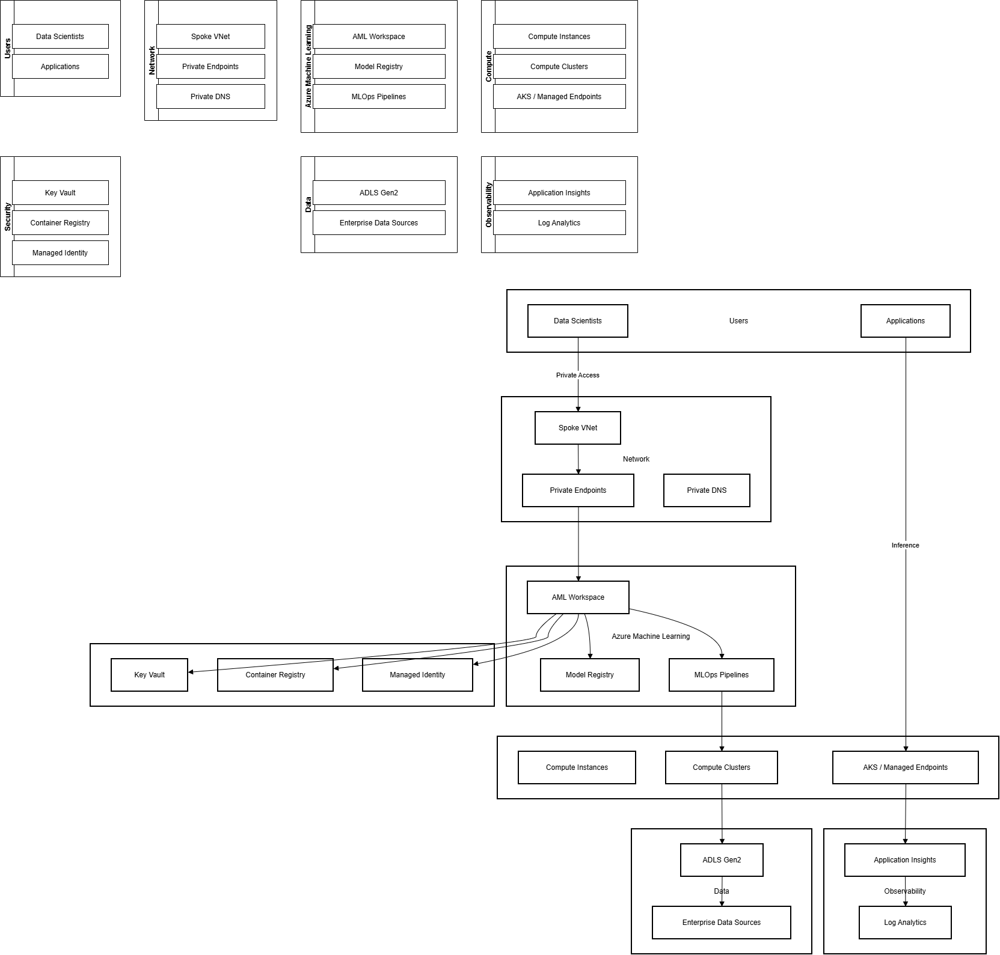 Users
Data Scientists
Applications
Network
Spoke VNet
Private Endpoints
Private DNS
Azure Machine Learning
AML Workspace
Model Registry
MLOps Pipelines
Compute
Compute Instances
Compute Clusters
AKS / Managed Endpoints
Security
Key Vault
Container Registry
Managed Identity
Data
ADLS Gen2
Enterprise Data Sources
Observability
Application Insights
Log Analytics
Data Scientists
Users
Applications
Private Access
Spoke VNet
Network
Private Endpoints
Private DNS
Inference
AML Workspace
Azure Machine Learning
Key Vault
Container Registry
Managed Identity
Model Registry
MLOps Pipelines
Compute Instances
Compute Clusters
AKS / Managed Endpoints
ADLS Gen2
Data
Enterprise Data Sources
Application Insights
Observability
Log Analytics